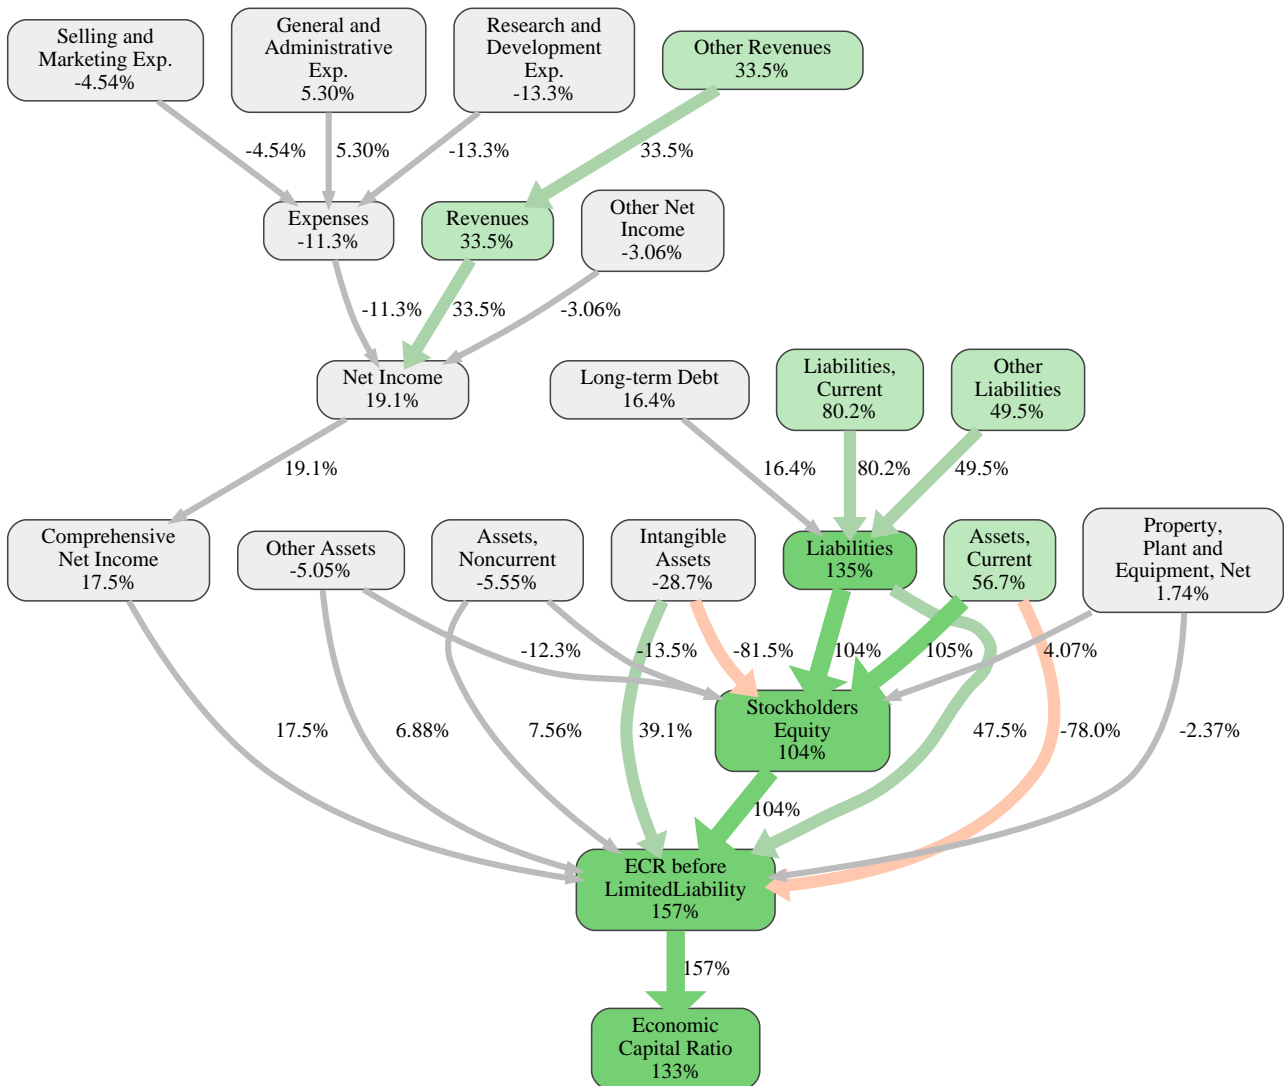 Selling and
Marketing Exp.
-4.54%
General and
Administrative
Exp.
5.30%
Research and
Development
Exp.
-13.3%
Other Revenues
33.5%
-4.54%
5.30%
-13.3%
33.5%
Expenses
-11.3%
Revenues
33.5%
Other Net
Income
-3.06%
-11.3%
33.5%
-3.06%
Net Income
19.1%
Long-term Debt
16.4%
Liabilities,
Current
80.2%
Other
Liabilities
49.5%
19.1%
16.4%
80.2%
49.5%
Comprehensive
Net Income
17.5%
Other Assets
-5.05%
Assets,
Noncurrent
-5.55%
Intangible
Assets
-28.7%
Liabilities
135%
Assets,
Current
56.7%
Property,
Plant and
Equipment, Net
1.74%
-12.3%
-13.5%
-81.5%
104%
105%
4.07%
Stockholders
Equity
104%
17.5%
6.88%
7.56%
39.1%
47.5%
-78.0%
-2.37%
104%
ECR before
LimitedLiability
157%
157%
Economic
Capital Ratio
133%